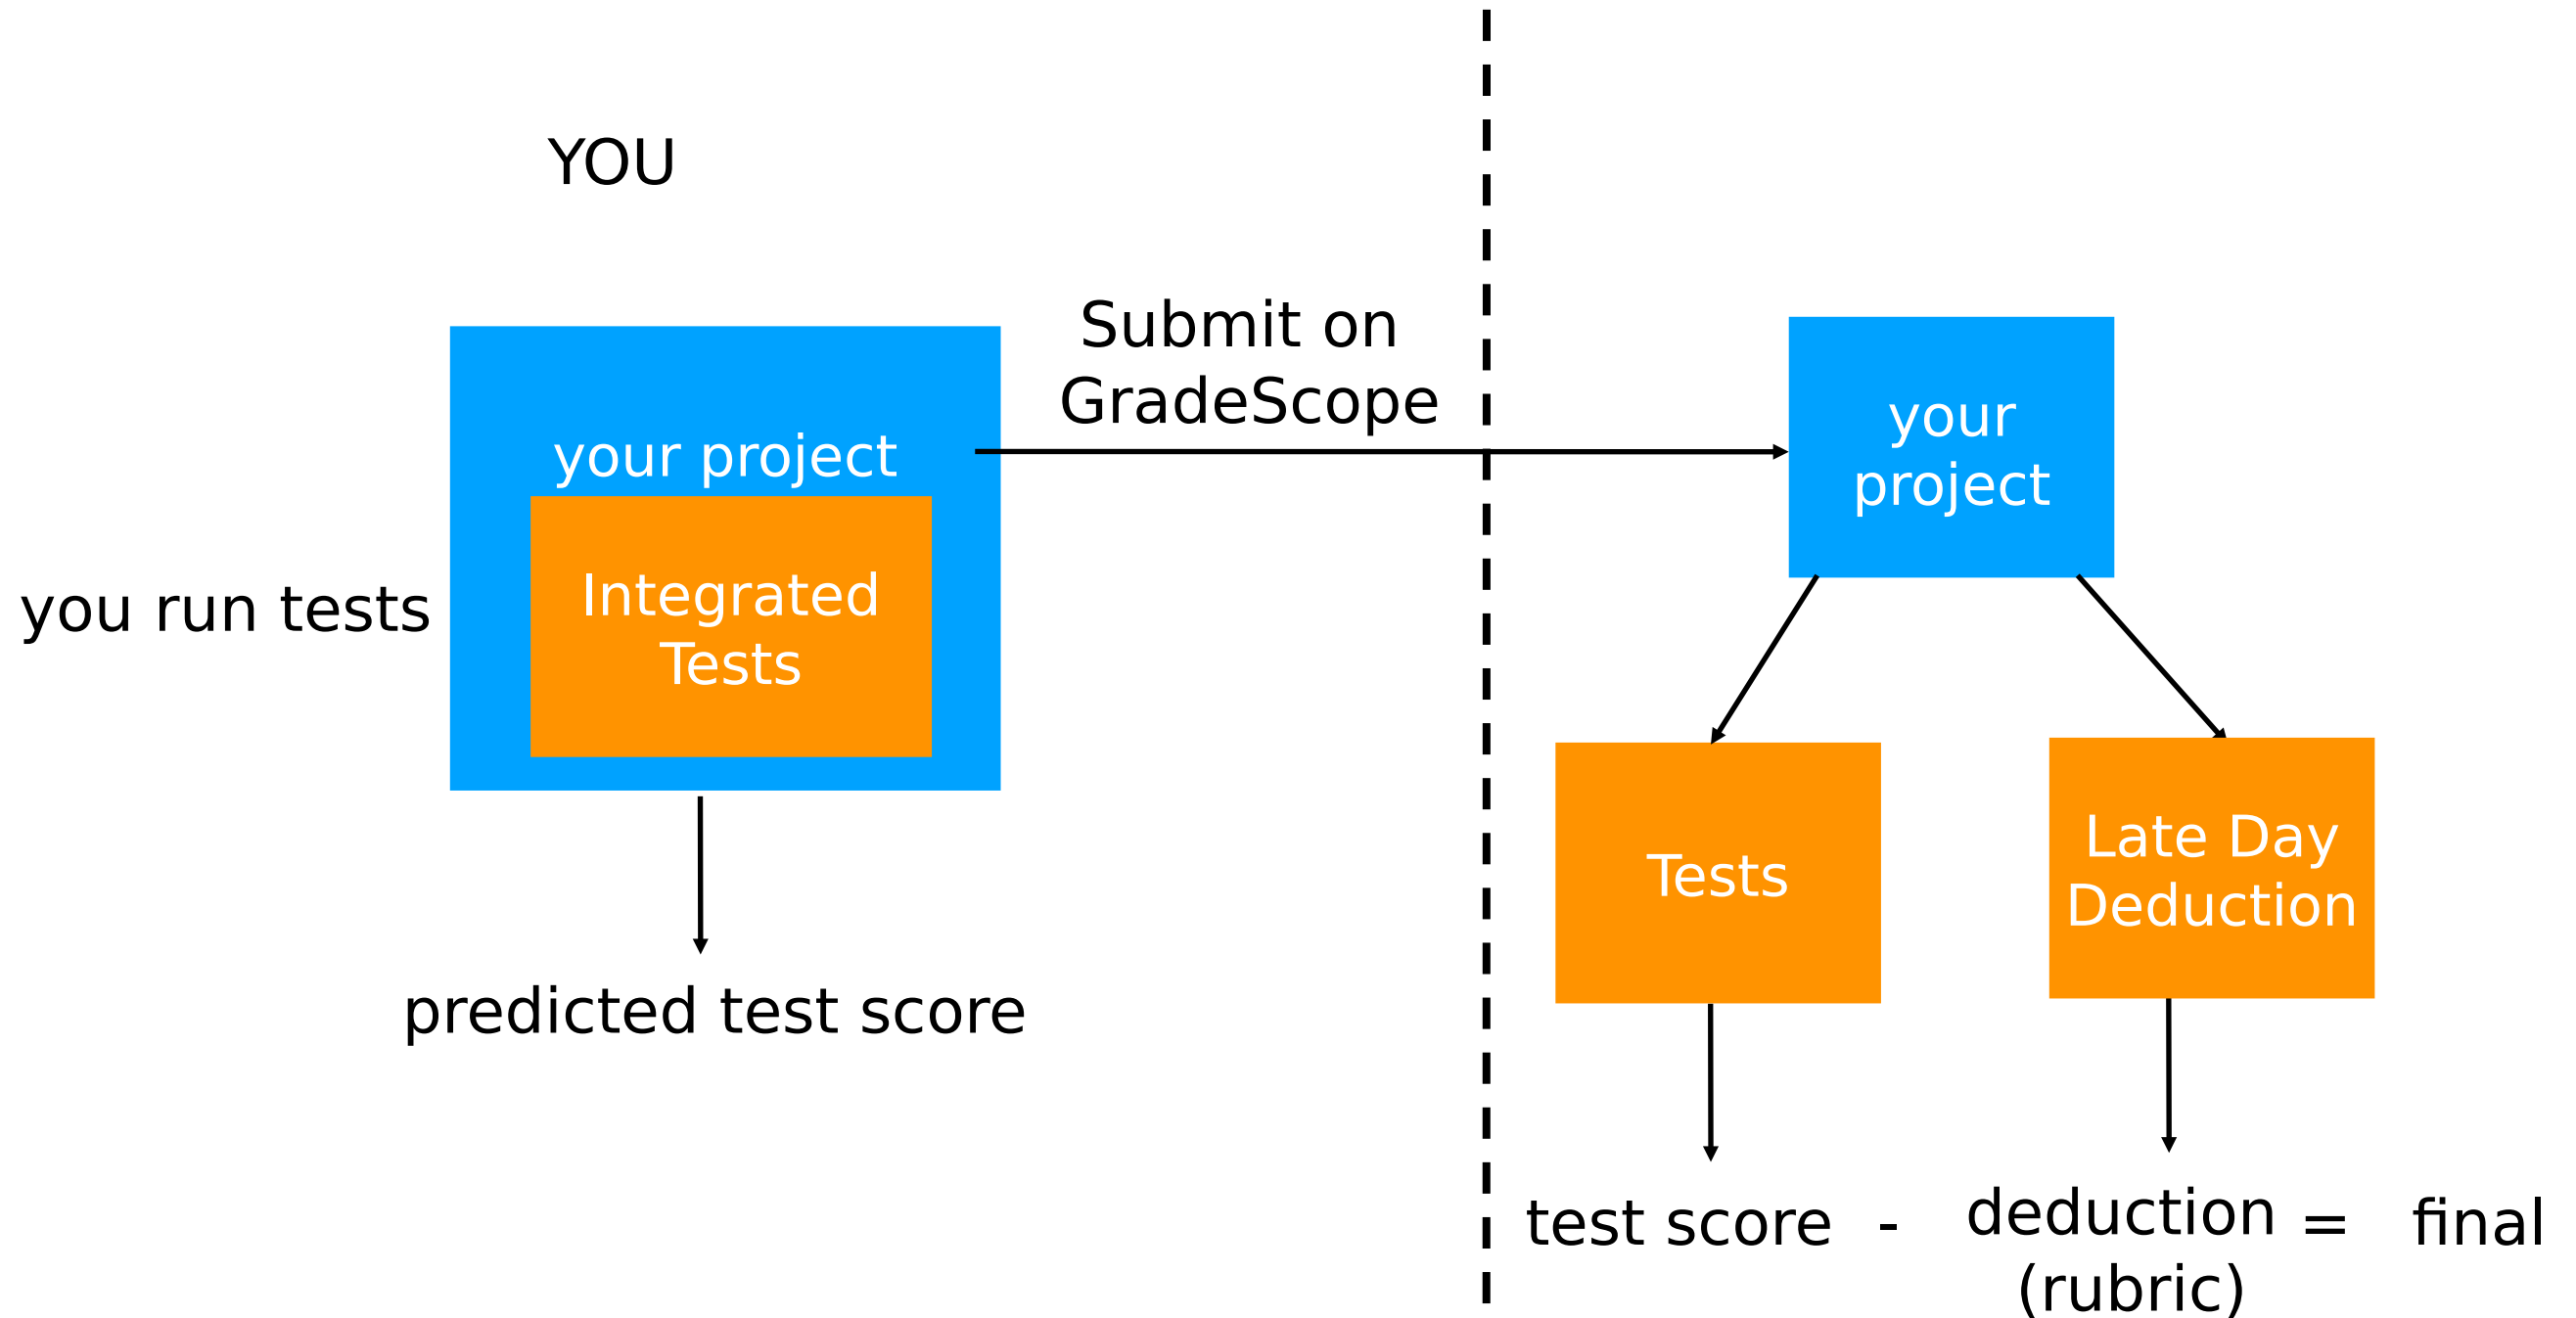 YOU
Submit on
GradeScope
your project
your
project
Integrated
Tests
you run tests
Tests
Late Day
Deduction
predicted test score
test score - deduction = final
(rubric)